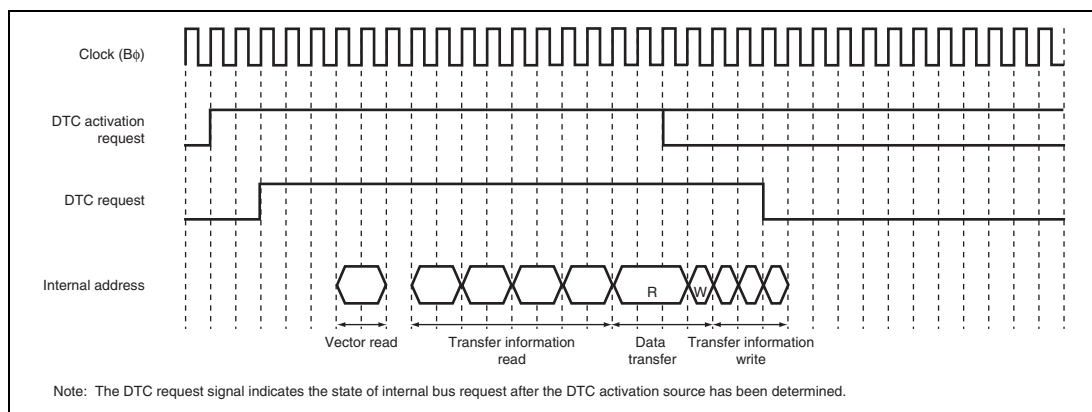 Clock (Bϕ)
DTC activation
request
DTC request
Internal address
R
W
Vector read
Transfer information
read
Data
transfer
Transfer information
write
Note: The DTC request signal indicates the state of internal bus request after the DTC activation source has been determined.